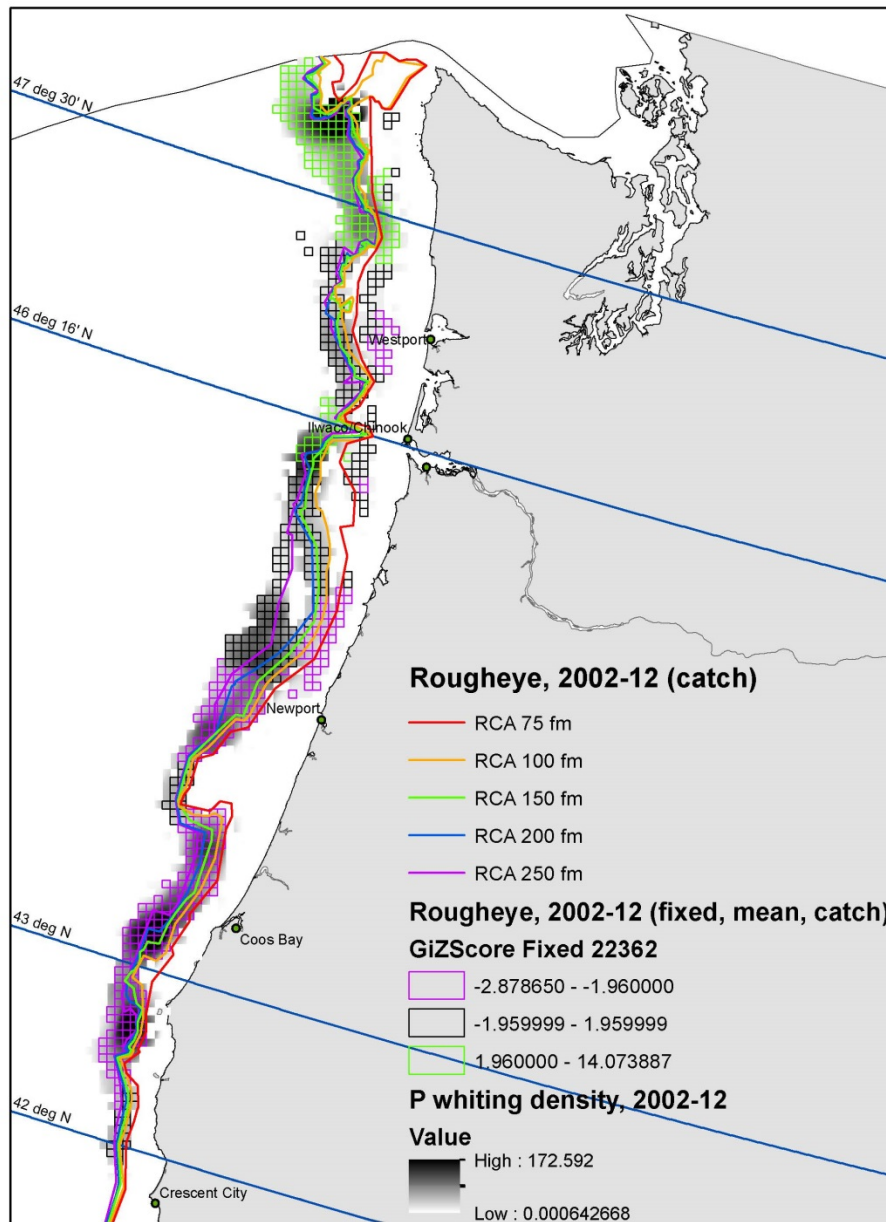 47 deg 30' N
46 deg 16' N
Westport
Ilwaco/Chinook
Rougheye, 2002-12 (catch)
RCA 75 fm
Newport
RCA 100 fm
RCA 150 fm
RCA 200 fm
RCA 250 fm
Rougheye, 2002-12 (fixed, mean, catch)
43 deg N
Coos Bay
GiZScore Fixed 22362
-2.878650 - -1.960000
-1.959999 - 1.959999
1.960000 - 14.073887
P whiting density, 2002-12
42 deg N
Value
High : 172.592
Crescent City
Low : 0.000642668